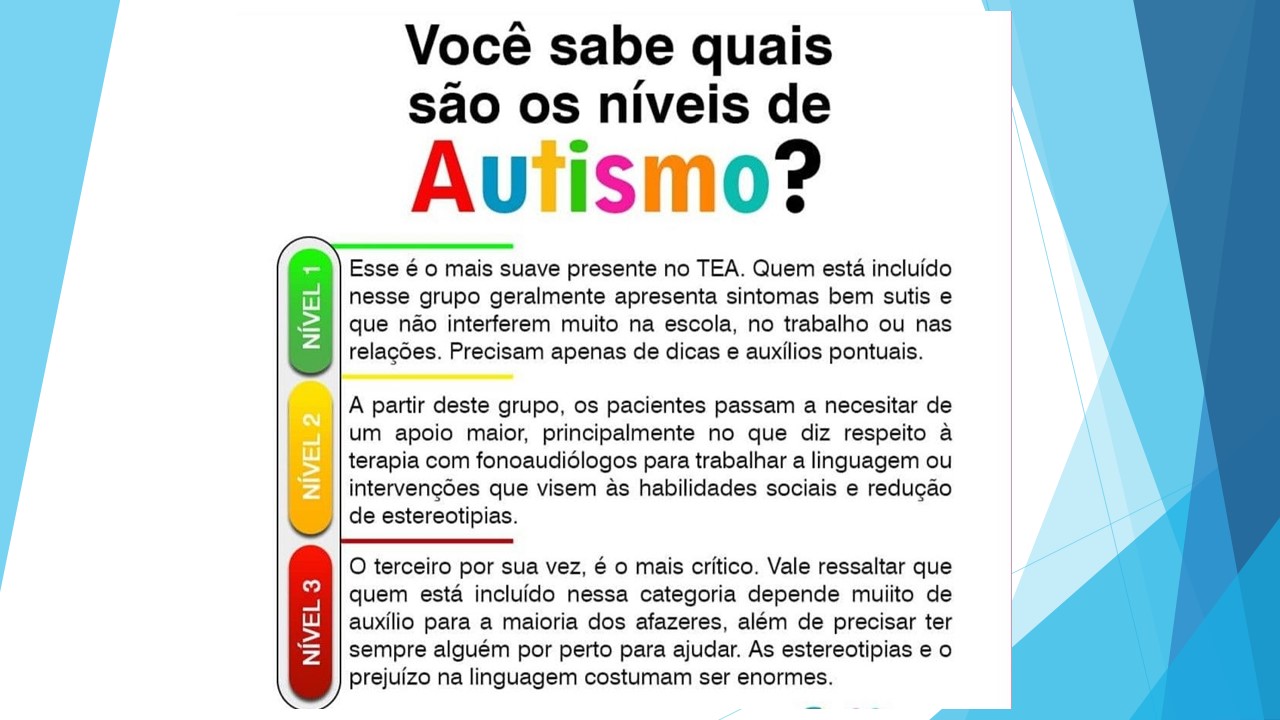 Você sabe quais
são os níveis de
Autismo?
NÍVEL 1
Esse é o mais suave presente no TEA. Quem está incluído
nesse grupo geralmente apresenta sintomas bem sutis e
que não interferem muito na escola, no trabalho ou nas
relações. Precisam apenas de dicas e auxílios pontuais.
NÍVEL 2
A partir deste grupo, os pacientes passam a necesitar de
um apoio maior, principalmente no que diz respeito à
terapia com fonoaudiólogos para trabalhar a linguagem ou
intervenções que visem às habilidades sociais e redução
de estereotipias.
NÍVEL 3
O terceiro por sua vez, é o mais crítico. Vale ressaltar que
quem está incluído nessa categoria depende muiito de
auxílio para a maioria dos afazeres, além de precisar ter
sempre alguém por perto para ajudar. As estereotipias e o
prejuízo na linguagem costumam ser enormes.